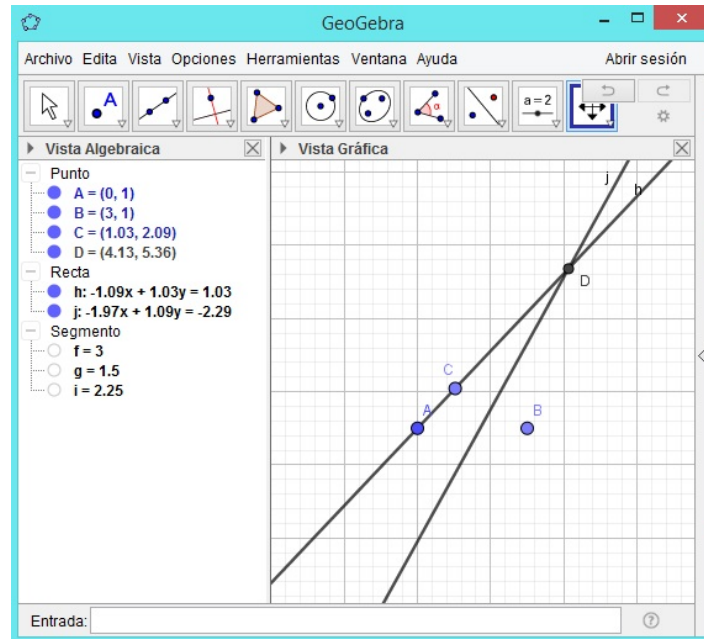 GeoGebra
Archivo Edita Vista Opciones Herramientas Ventana Ayuda Abrir sesión
A α a=2
Vista Algebraica
Vista Gráfica
Punto
A = (0, 1)
B = (3, 1)
C = (1.03, 2.09)
D = (4.13, 5.36)
Recta
h: -1.09x + 1.03y = 1.03
j: -1.97x + 1.09y = -2.29
Segmento
f = 3
g = 1.5
i = 2.25
j
h
D
C
A
B
Entrada: